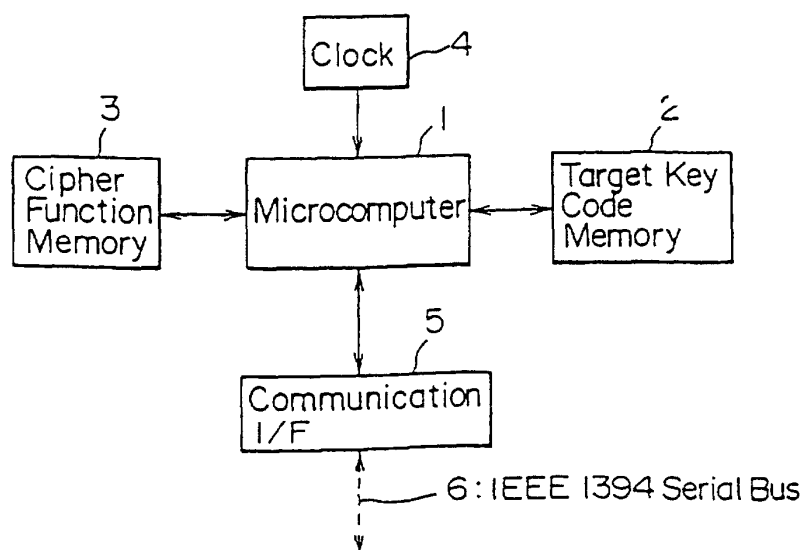 Clock
4
3
1
2
Cipher
Function
Memory
Microcomputer
Target Key
Code
Memory
5
Communication
I/F
6: IEEE 1394 Serial Bus